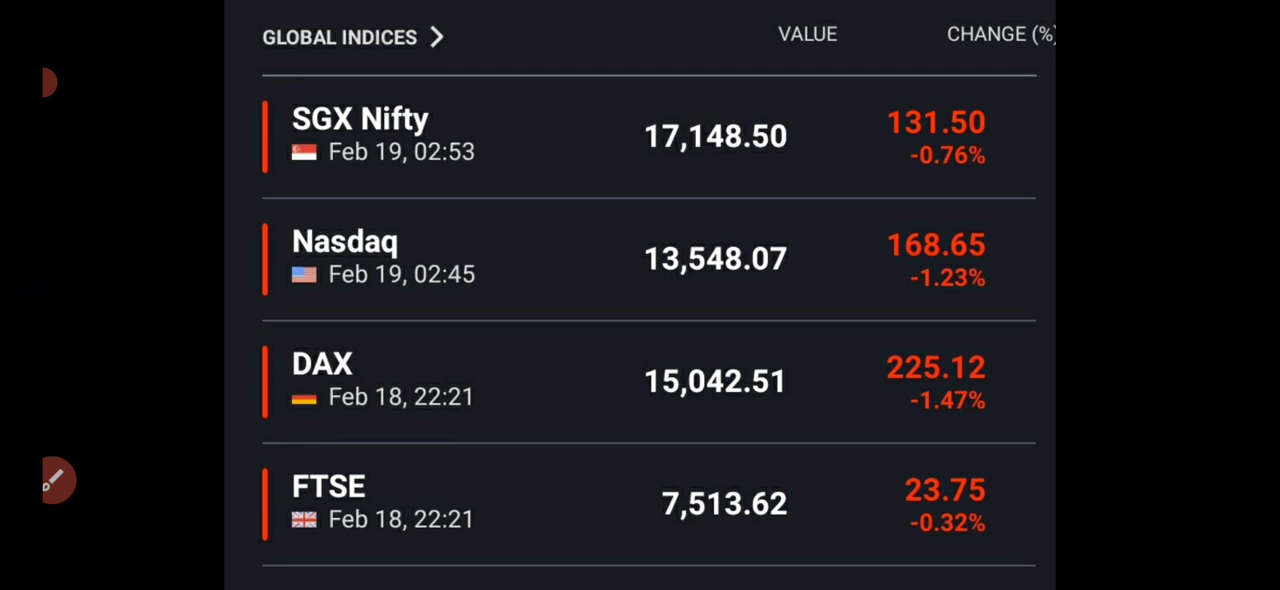 GLOBAL INDICES VALUE CHANGE (%)
SGX Nifty 17,148.50 131.50
Feb 19, 02:53 -0.76%
Nasdaq 13,548.07 168.65
Feb 19, 02:45 -1.23%
DAX 15,042.51 225.12
Feb 18, 22:21 -1.47%
FTSE 7,513.62 23.75
Feb 18, 22:21 -0.32%